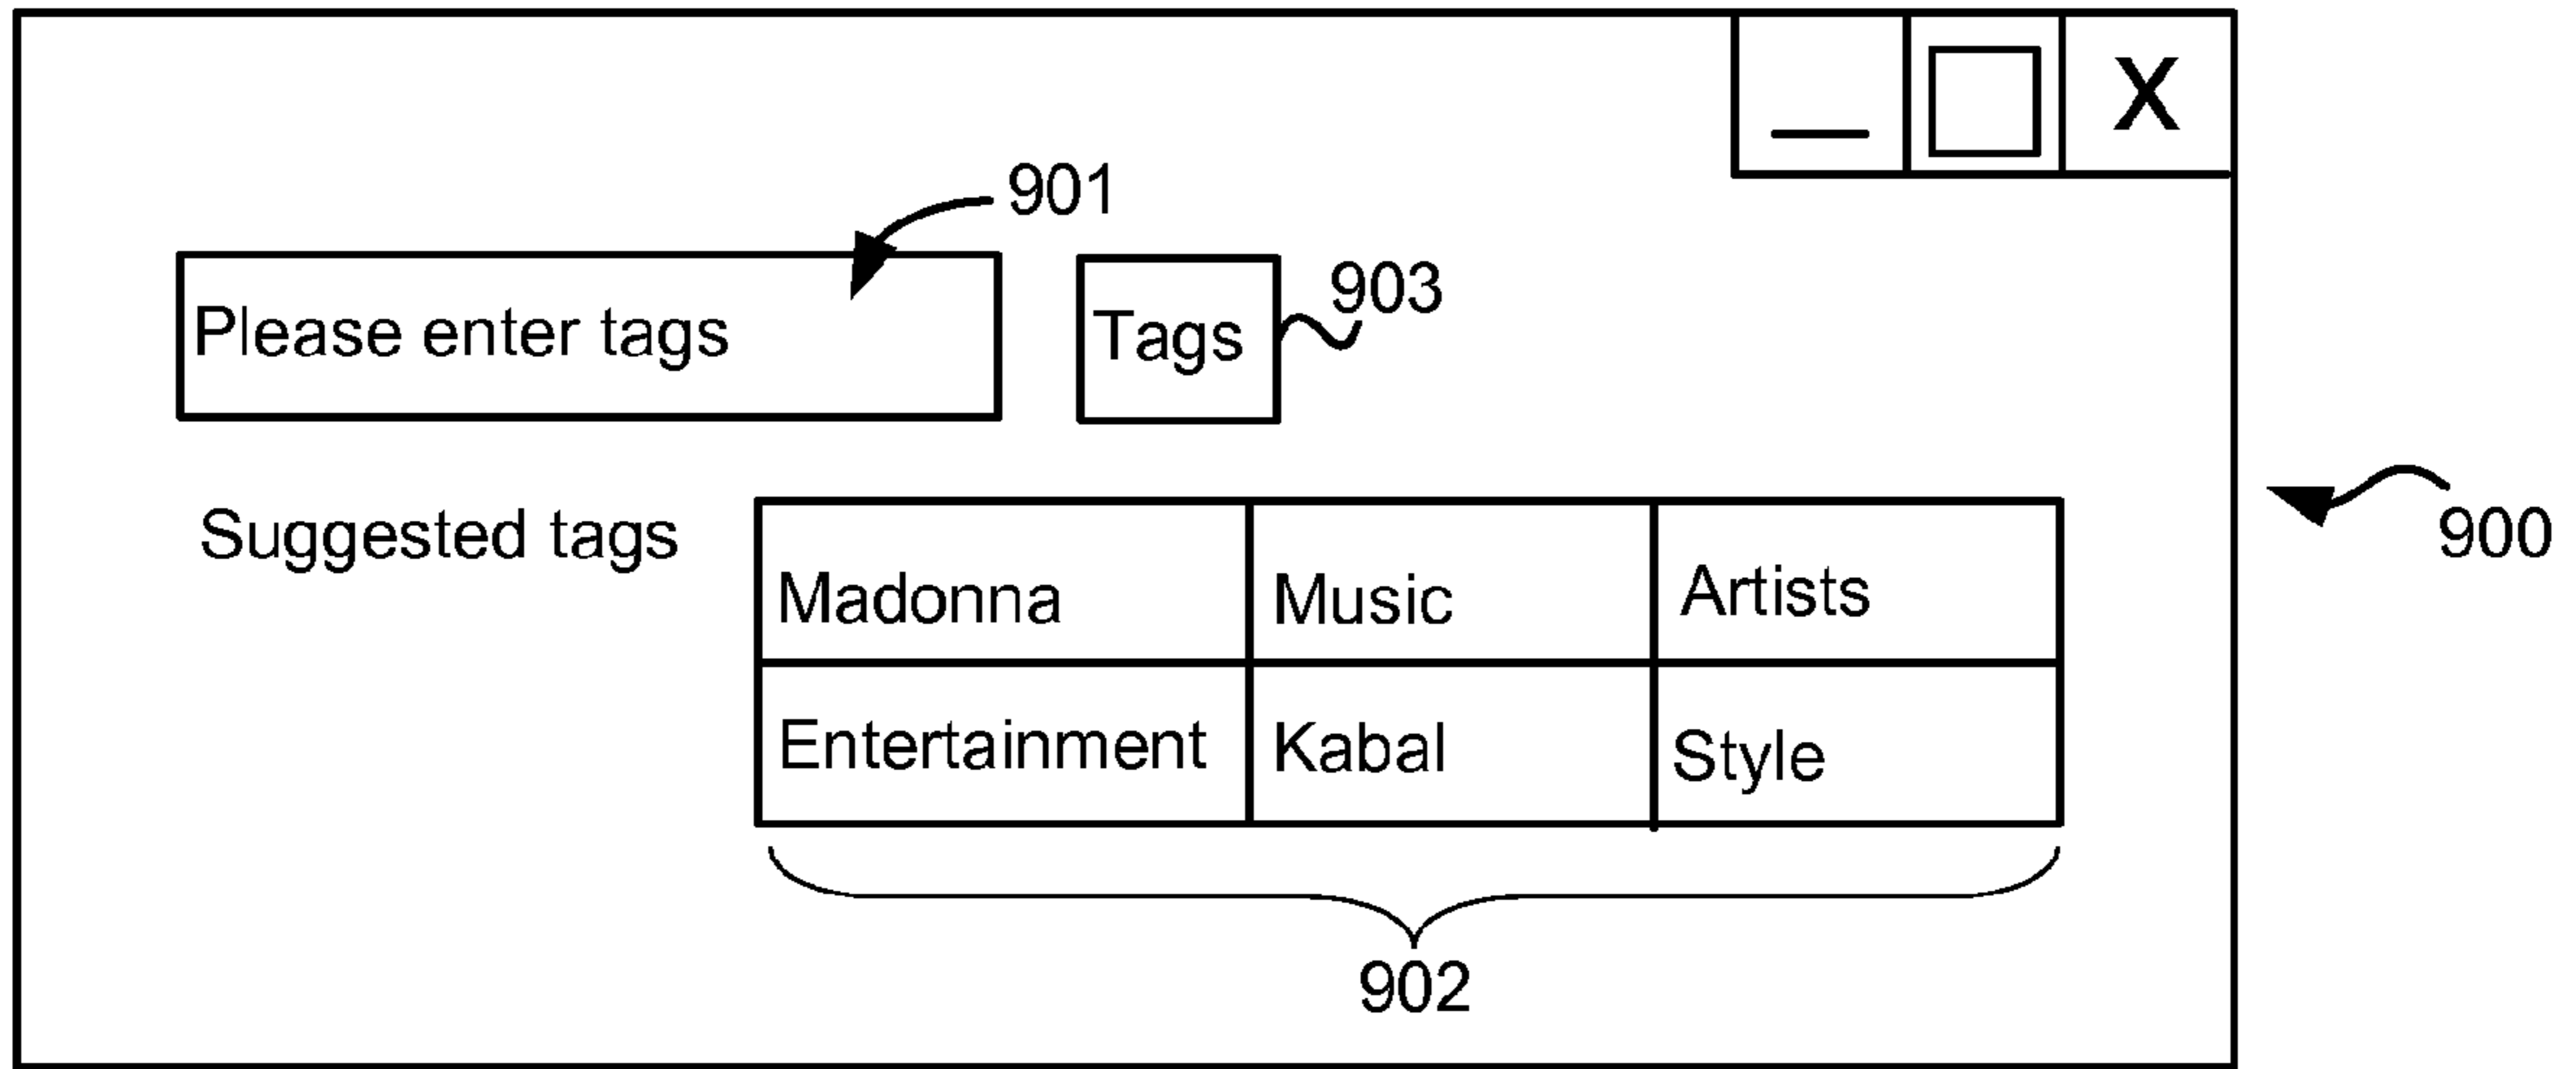 X
901
Please enter tags
Tags
903
Suggested tags
900
Madonna Music Artists
Entertainment Kabal Style
902